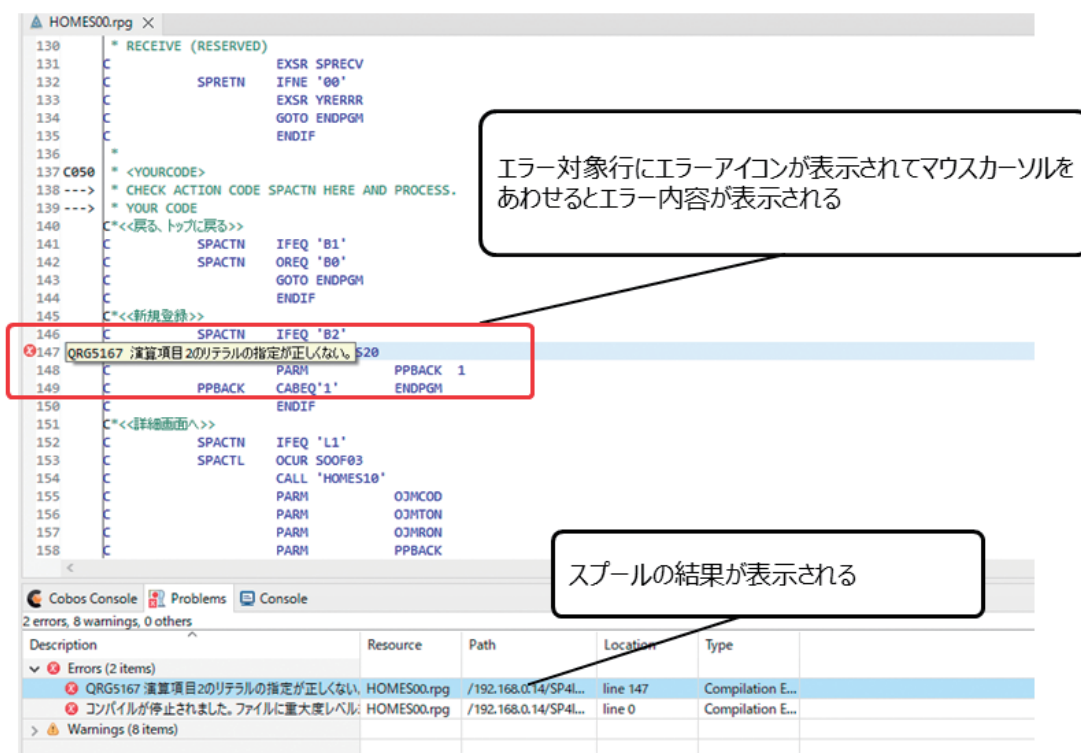 HOMES00.rpg
130 * RECEIVE (RESERVED)
131 C EXSR SPRECV
132 C SPRETN IFNE '00'
133 C EXSR YRERRR
134 C GOTO ENDPGM
135 C ENDIF
136 *
137 C050 * <YOURCODE>
138 ---> * CHECK ACTION CODE SPACTN HERE AND PROCESS.
139 ---> * YOUR CODE
140 C*<<戻る、トップに戻る>>
141 C SPACTN IFEQ 'B1'
142 C SPACTN OREQ 'B0'
143 C GOTO ENDPGM
144 C ENDIF
145 C*<<新規登録>>
146 C SPACTN IFEQ 'B2'
147 QRG5167 演算項目2のリテラルの指定が正しくない。 S20
148 C PARM PPBACK 1
149 C PPBACK CABEQ'1' ENDPGM
150 C ENDIF
151 C*<<詳細画面へ>>
152 C SPACTN IFEQ 'L1'
153 C SPACTL OCUR SOOF03
154 C CALL 'HOMES10'
155 C PARM OJMCOD
156 C PARM OJMTON
157 C PARM OJMRON
158 C PARM PPBACK
エラー対象行にエラーアイコンが表示されてマウスカーソルを
あわせるとエラー内容が表示される
スプールの結果が表示される
Cobos Console Problems Console
2 errors, 8 warnings, 0 others
Description Resource Path Location Type
Errors (2 items)
QRG5167 演算項目2のリテラルの指定が正しくない, HOMES00.rpg /192.168.0.14/SP4l... line 147 Compilation E...
コンパイルが停止されました。ファイルに重大度レベル: HOMES00.rpg /192.168.0.14/SP4l... line 0 Compilation E...
Warnings (8 items)